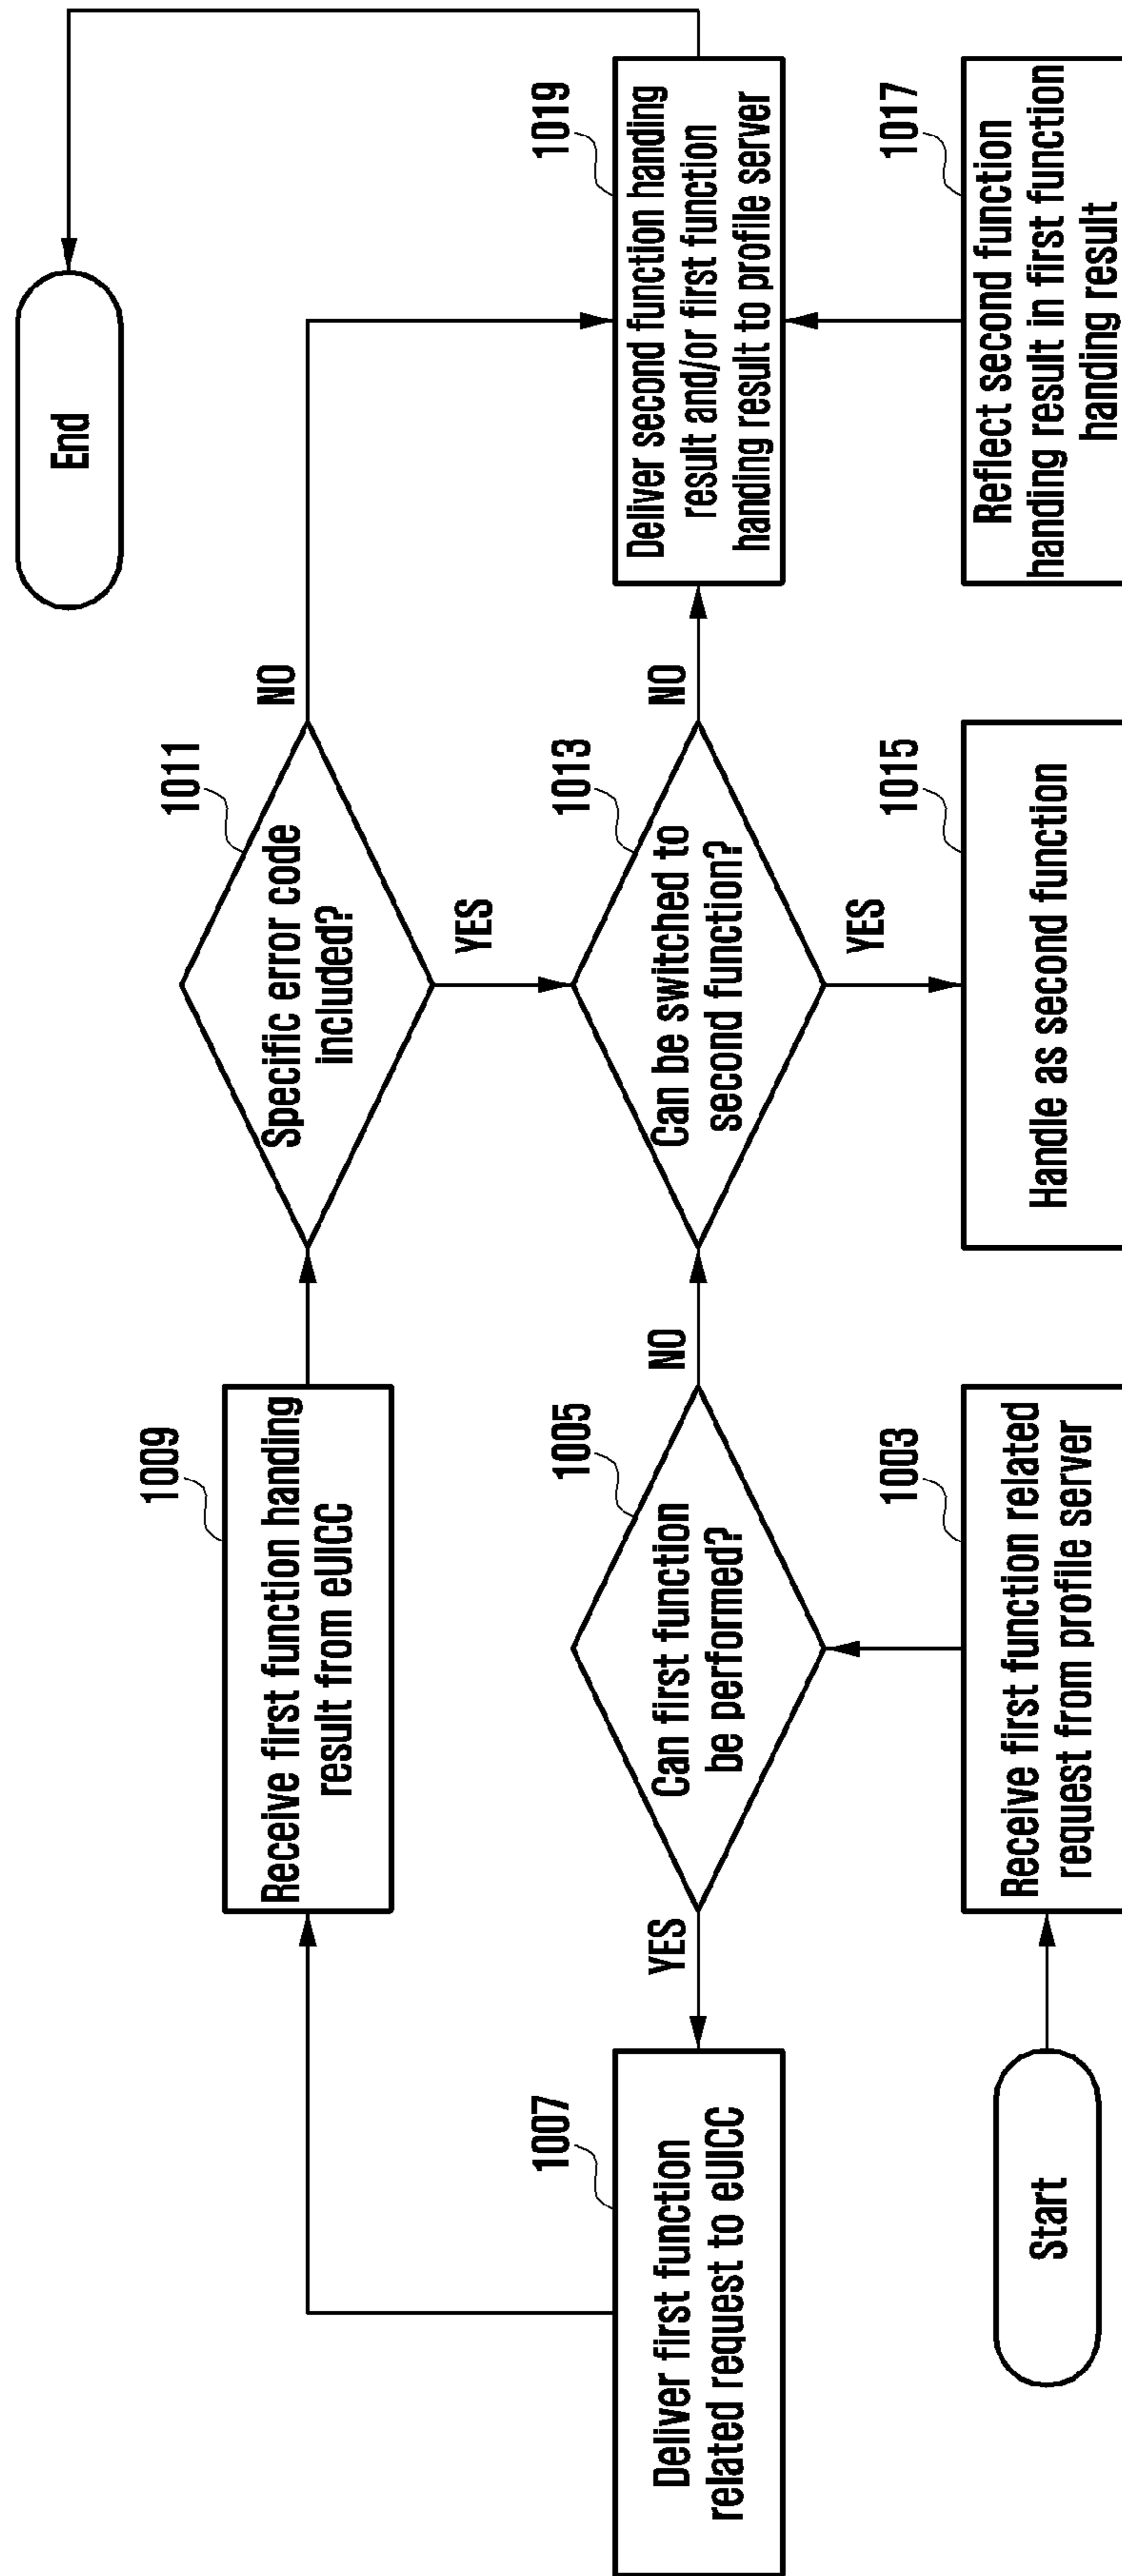 Start
1003
Receive first function related
request from profile server
1005
Can first function
be performed?
YES
NO
1007
Deliver first function
related request to eUICC
1009
Receive first function handing
result from eUICC
1011
Specific error code
included?
NO
YES
1013
Can be switched to
second function?
NO
YES
1015
Handle as second function
1017
Reflect second function
handing result in first function
handing result
1019
Deliver second function handing
result and/or first function
handing result to profile server
End